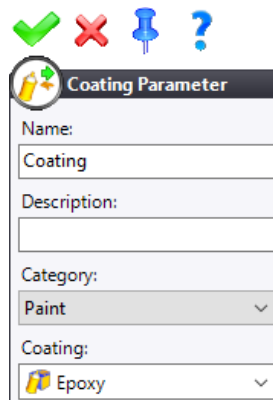 Coating Parameter
Name:
Coating
Description:
Category:
Paint
Coating:
Epoxy